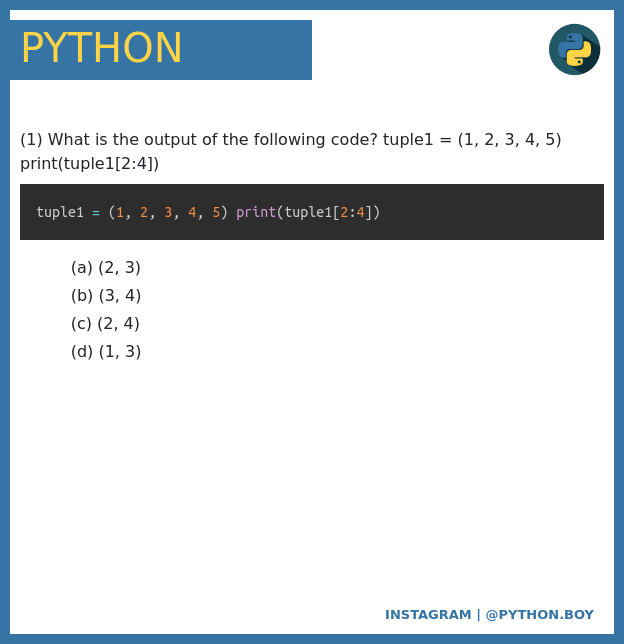 PYTHON
(1) What is the output of the following code? tuple1 = (1, 2, 3, 4, 5)
print(tuple1[2:4])
tuple1 = (1, 2, 3, 4, 5) print(tuple1[2:4])
(a) (2, 3)
(b) (3, 4)
(c) (2, 4)
(d) (1, 3)
INSTAGRAM | @PYTHON.BOY